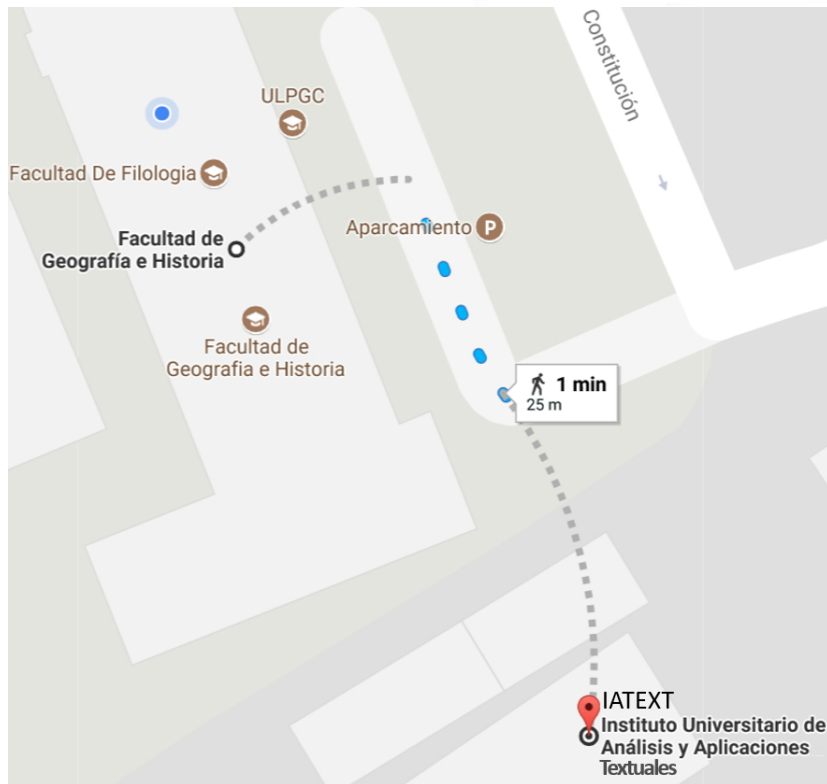 Constitución
ULPGC
Facultad De Filologia
Facultad de
Geografía e Historia
Aparcamiento P
Facultad de
Geografia e Historia
1 min
25 m
IATEXT
Instituto Universitario de
Análisis y Aplicaciones
Textuales